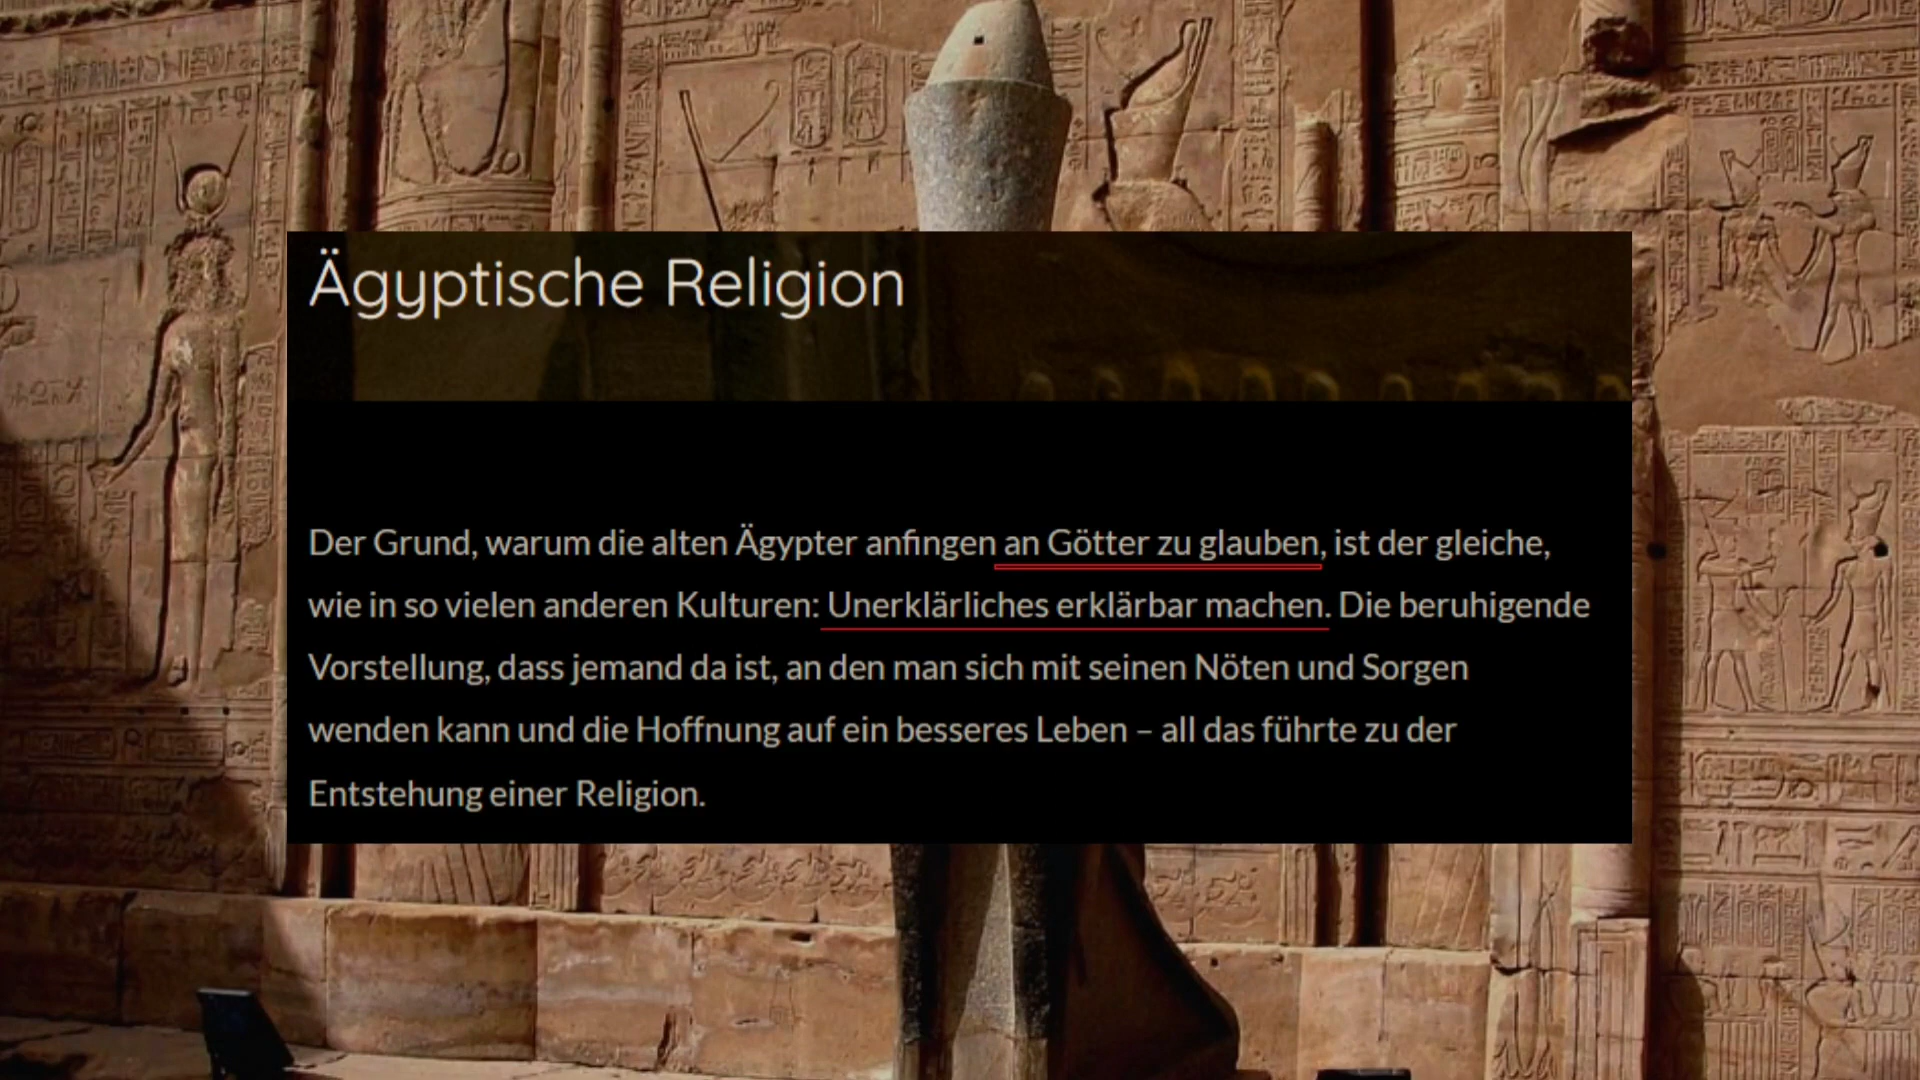 Ägyptische Religion
Der Grund, warum die alten Ägypter anfingen an Götter zu glauben, ist der gleiche,
wie in so vielen anderen Kulturen: Unerklärliches erklärbar machen. Die beruhigende
Vorstellung, dass jemand da ist, an den man sich mit seinen Nöten und Sorgen
wenden kann und die Hoffnung auf ein besseres Leben – all das führte zu der
Entstehung einer Religion.